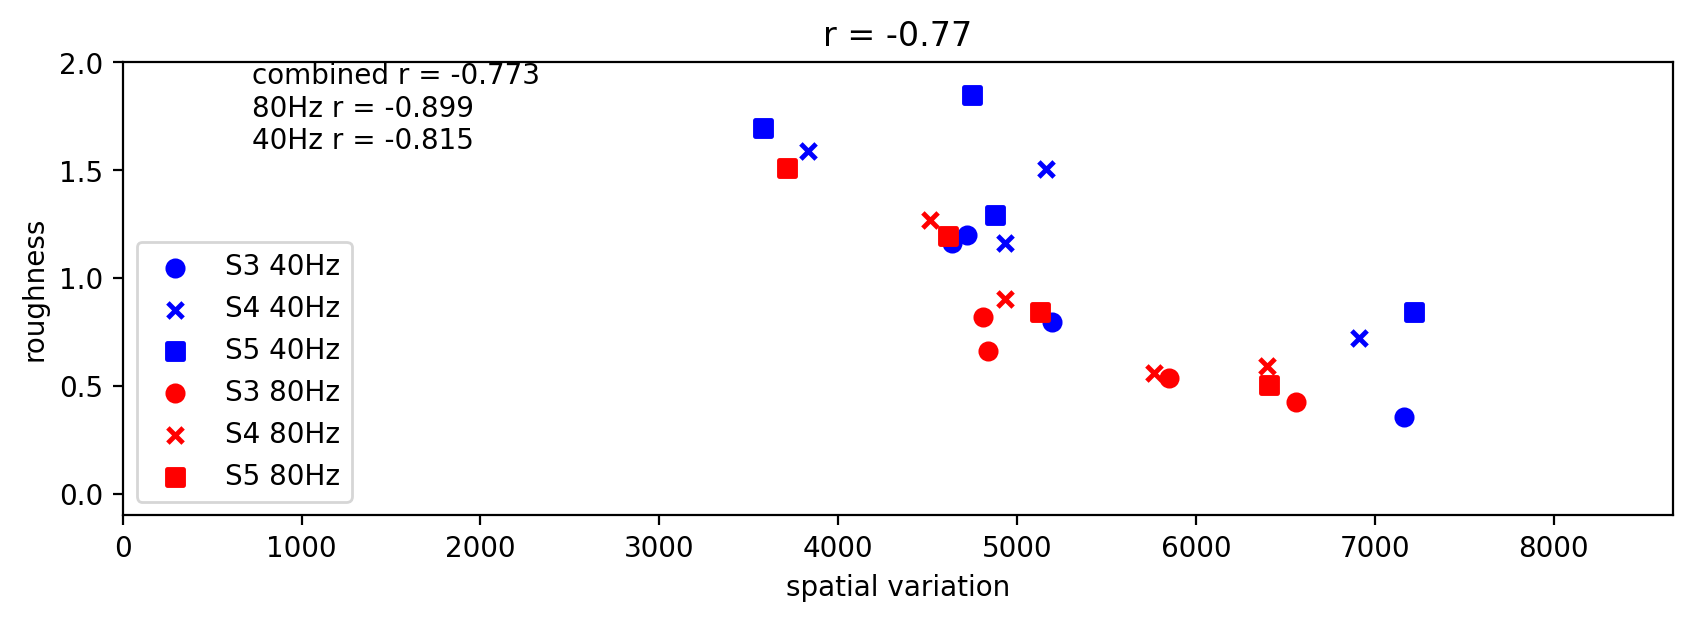 r = -0.77
combined r = -0.773
80Hz r = -0.899
40Hz r = -0.815
2.0
1.5
1.0
0.5
0.0
roughness
S3 40Hz
S4 40Hz
S5 40Hz
S3 80Hz
S4 80Hz
S5 80Hz
0 1000 2000 3000 4000 5000 6000 7000 8000
spatial variation